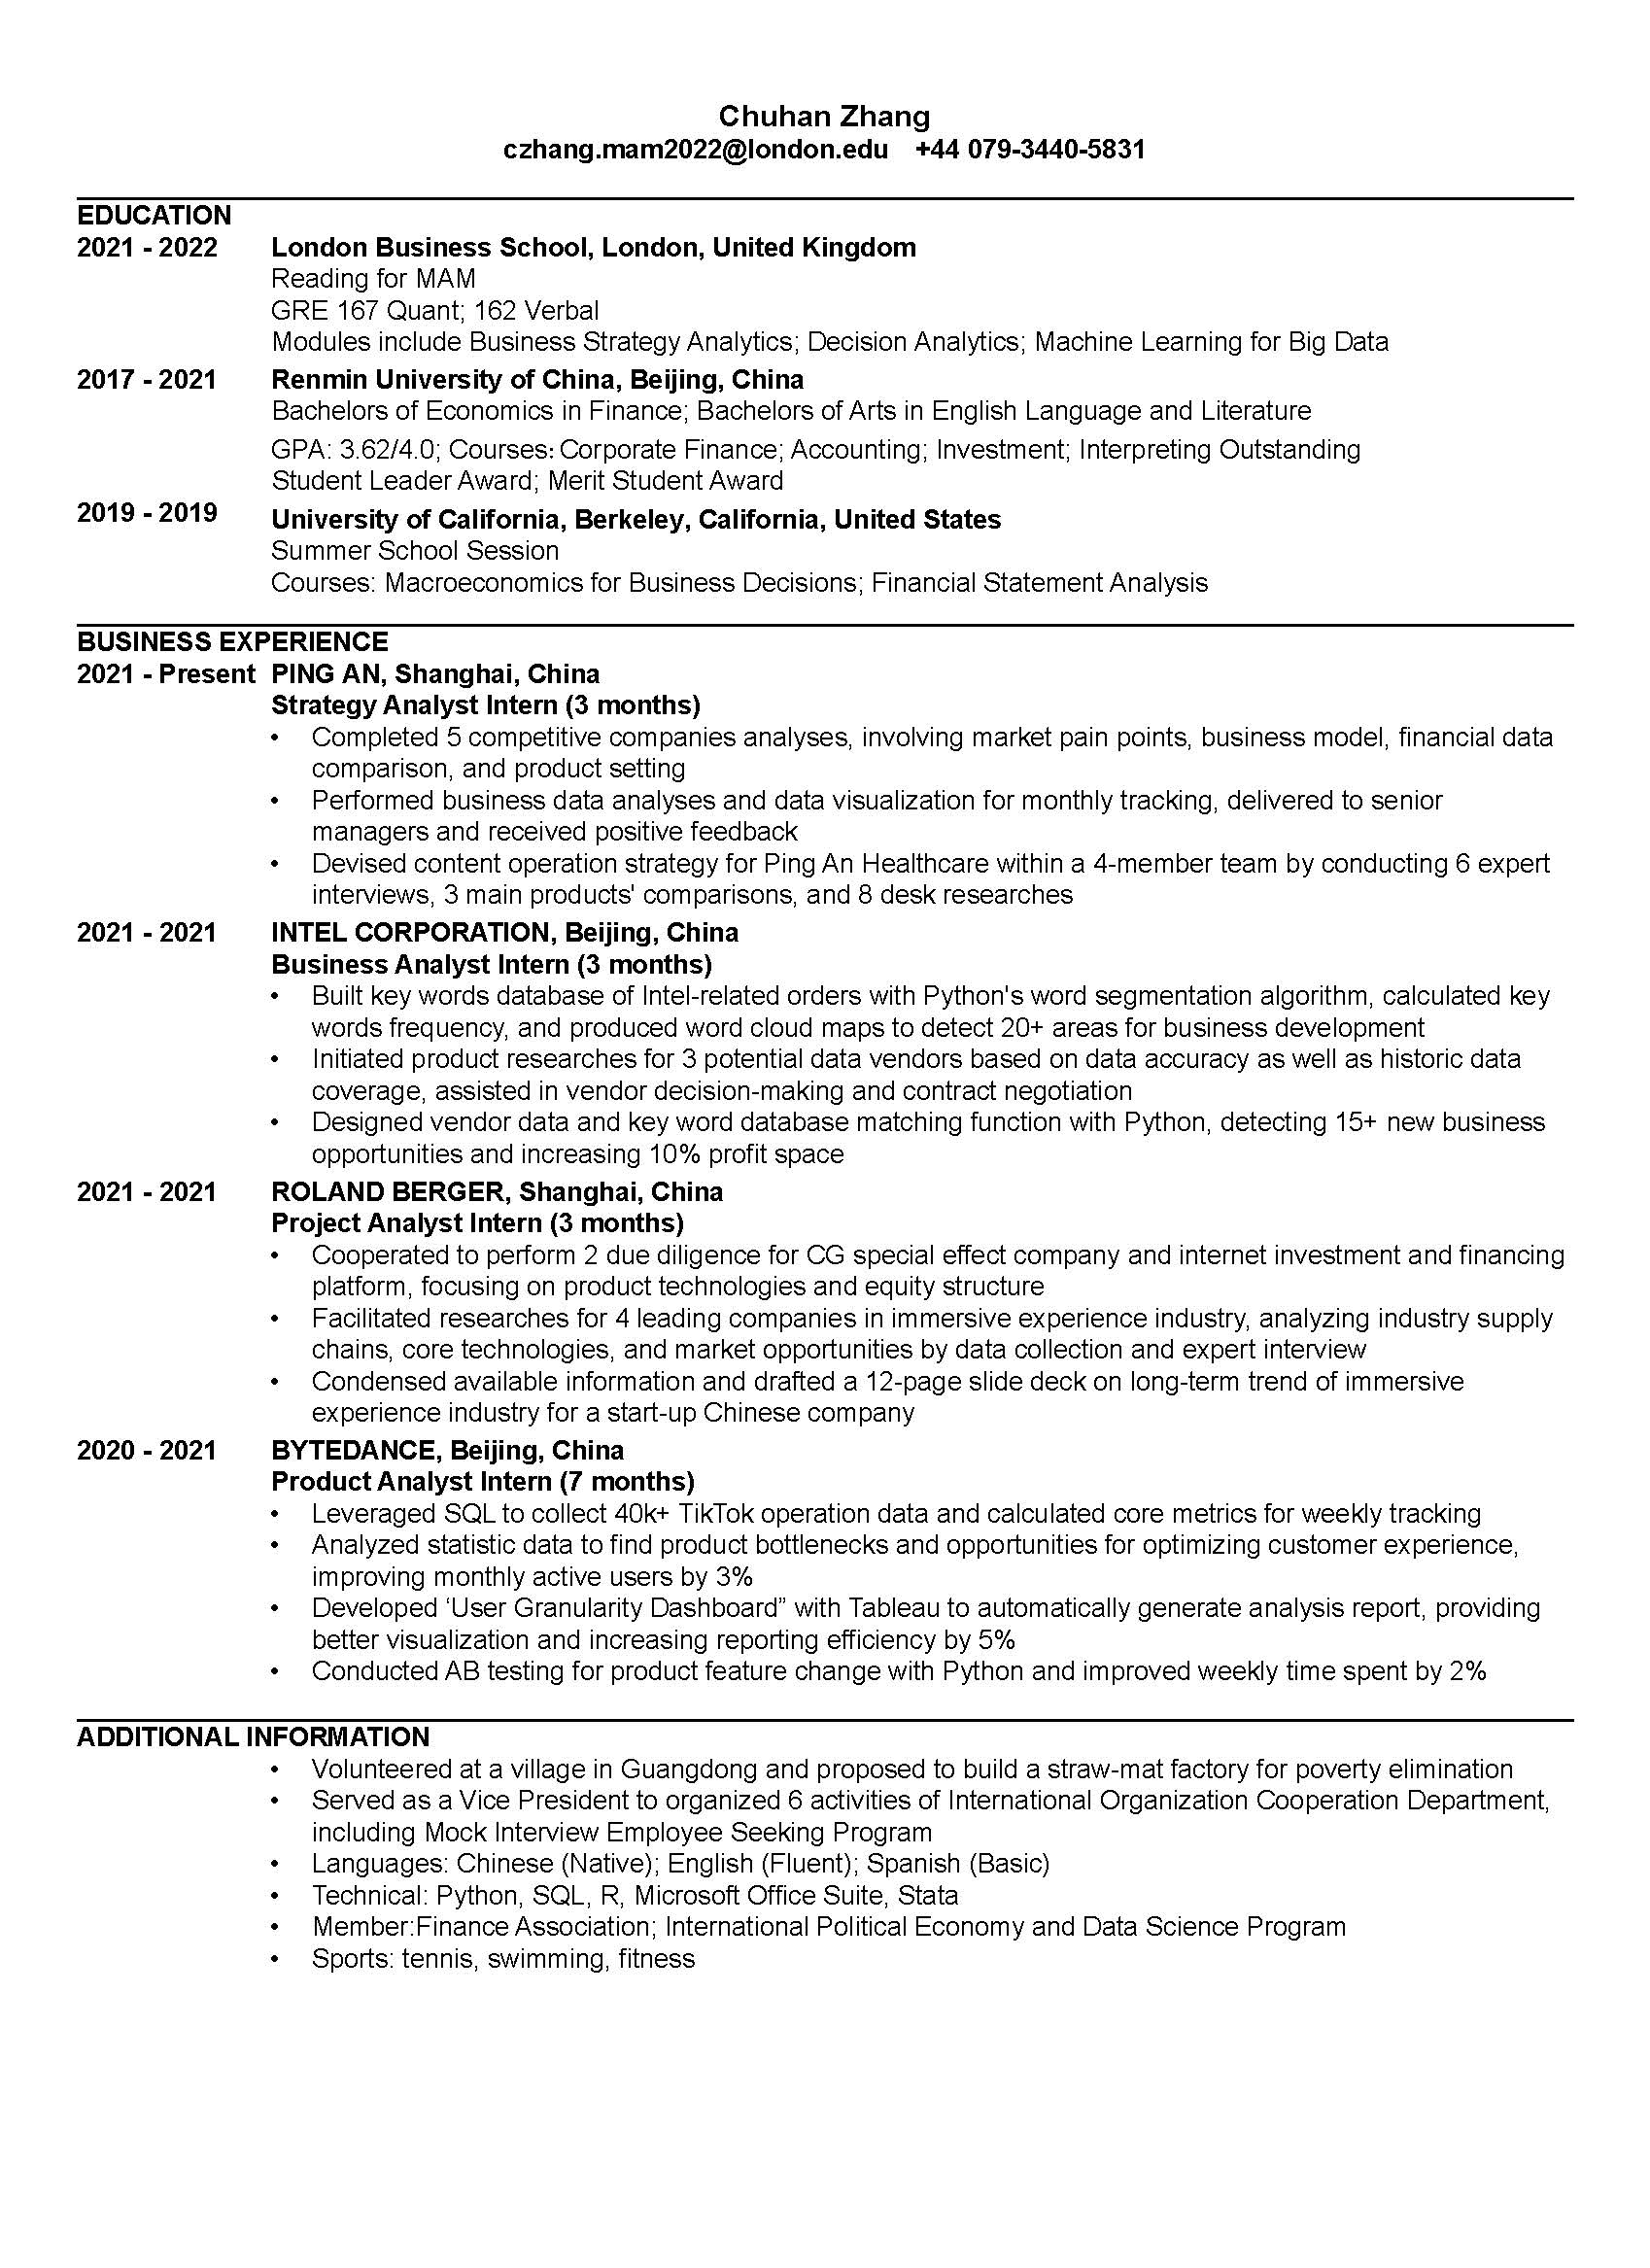 Chuhan Zhang
czhang.mam2022@london.edu +44 079-3440-5831
EDUCATION
2021 - 2022 London Business School, London, United Kingdom
Reading for MAM
GRE 167 Quant; 162 Verbal
Modules include Business Strategy Analytics; Decision Analytics; Machine Learning for Big Data
2017 - 2021 Renmin University of China, Beijing, China
Bachelors of Economics in Finance; Bachelors of Arts in English Language and Literature
GPA: 3.62/4.0; Courses: Corporate Finance; Accounting; Investment; Interpreting Outstanding
Student Leader Award; Merit Student Award
2019 - 2019 University of California, Berkeley, California, United States
Summer School Session
Courses: Macroeconomics for Business Decisions; Financial Statement Analysis
BUSINESS EXPERIENCE
2021 - Present PING AN, Shanghai, China
Strategy Analyst Intern (3 months)
• Completed 5 competitive companies analyses, involving market pain points, business model, financial data
comparison, and product setting
• Performed business data analyses and data visualization for monthly tracking, delivered to senior
managers and received positive feedback
• Devised content operation strategy for Ping An Healthcare within a 4-member team by conducting 6 expert
interviews, 3 main products' comparisons, and 8 desk researches
2021 - 2021 INTEL CORPORATION, Beijing, China
Business Analyst Intern (3 months)
• Built key words database of Intel-related orders with Python's word segmentation algorithm, calculated key
words frequency, and produced word cloud maps to detect 20+ areas for business development
• Initiated product researches for 3 potential data vendors based on data accuracy as well as historic data
coverage, assisted in vendor decision-making and contract negotiation
• Designed vendor data and key word database matching function with Python, detecting 15+ new business
opportunities and increasing 10% profit space
2021 - 2021 ROLAND BERGER, Shanghai, China
Project Analyst Intern (3 months)
• Cooperated to perform 2 due diligence for CG special effect company and internet investment and financing
platform, focusing on product technologies and equity structure
• Facilitated researches for 4 leading companies in immersive experience industry, analyzing industry supply
chains, core technologies, and market opportunities by data collection and expert interview
• Condensed available information and drafted a 12-page slide deck on long-term trend of immersive
experience industry for a start-up Chinese company
2020 - 2021 BYTEDANCE, Beijing, China
Product Analyst Intern (7 months)
• Leveraged SQL to collect 40k+ TikTok operation data and calculated core metrics for weekly tracking
• Analyzed statistic data to find product bottlenecks and opportunities for optimizing customer experience,
improving monthly active users by 3%
• Developed ‘User Granularity Dashboard” with Tableau to automatically generate analysis report, providing
better visualization and increasing reporting efficiency by 5%
• Conducted AB testing for product feature change with Python and improved weekly time spent by 2%
ADDITIONAL INFORMATION
• Volunteered at a village in Guangdong and proposed to build a straw-mat factory for poverty elimination
• Served as a Vice President to organized 6 activities of International Organization Cooperation Department,
including Mock Interview Employee Seeking Program
• Languages: Chinese (Native); English (Fluent); Spanish (Basic)
• Technical: Python, SQL, R, Microsoft Office Suite, Stata
• Member:Finance Association; International Political Economy and Data Science Program
• Sports: tennis, swimming, fitness